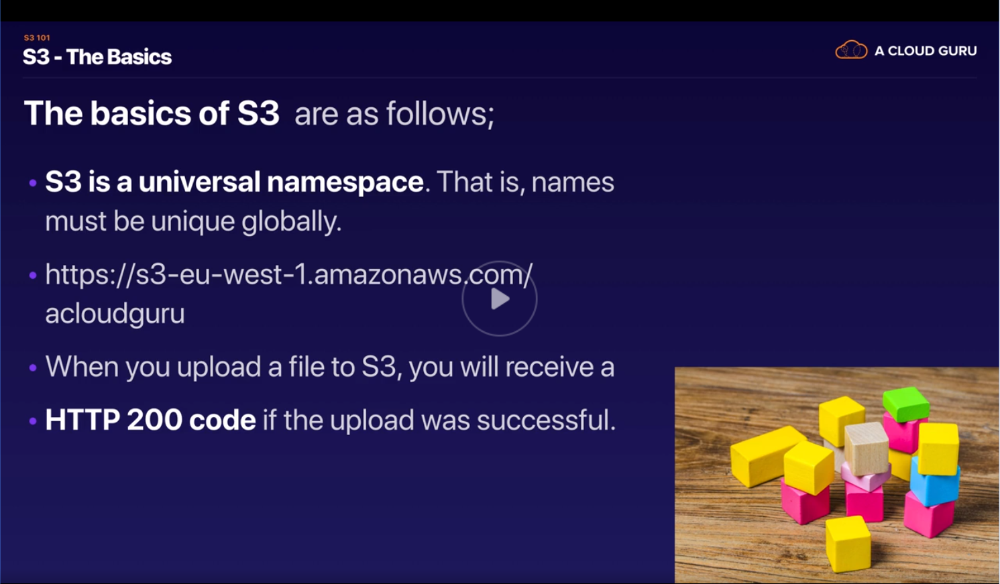 S3 101
S3 - The Basics
A CLOUD GURU
The basics of S3 are as follows;
• S3 is a universal namespace. That is, names
must be unique globally.
• https://s3-eu-west-1.amazonaws.com/
acloudguru
• When you upload a file to S3, you will receive a
• HTTP 200 code if the upload was successful.